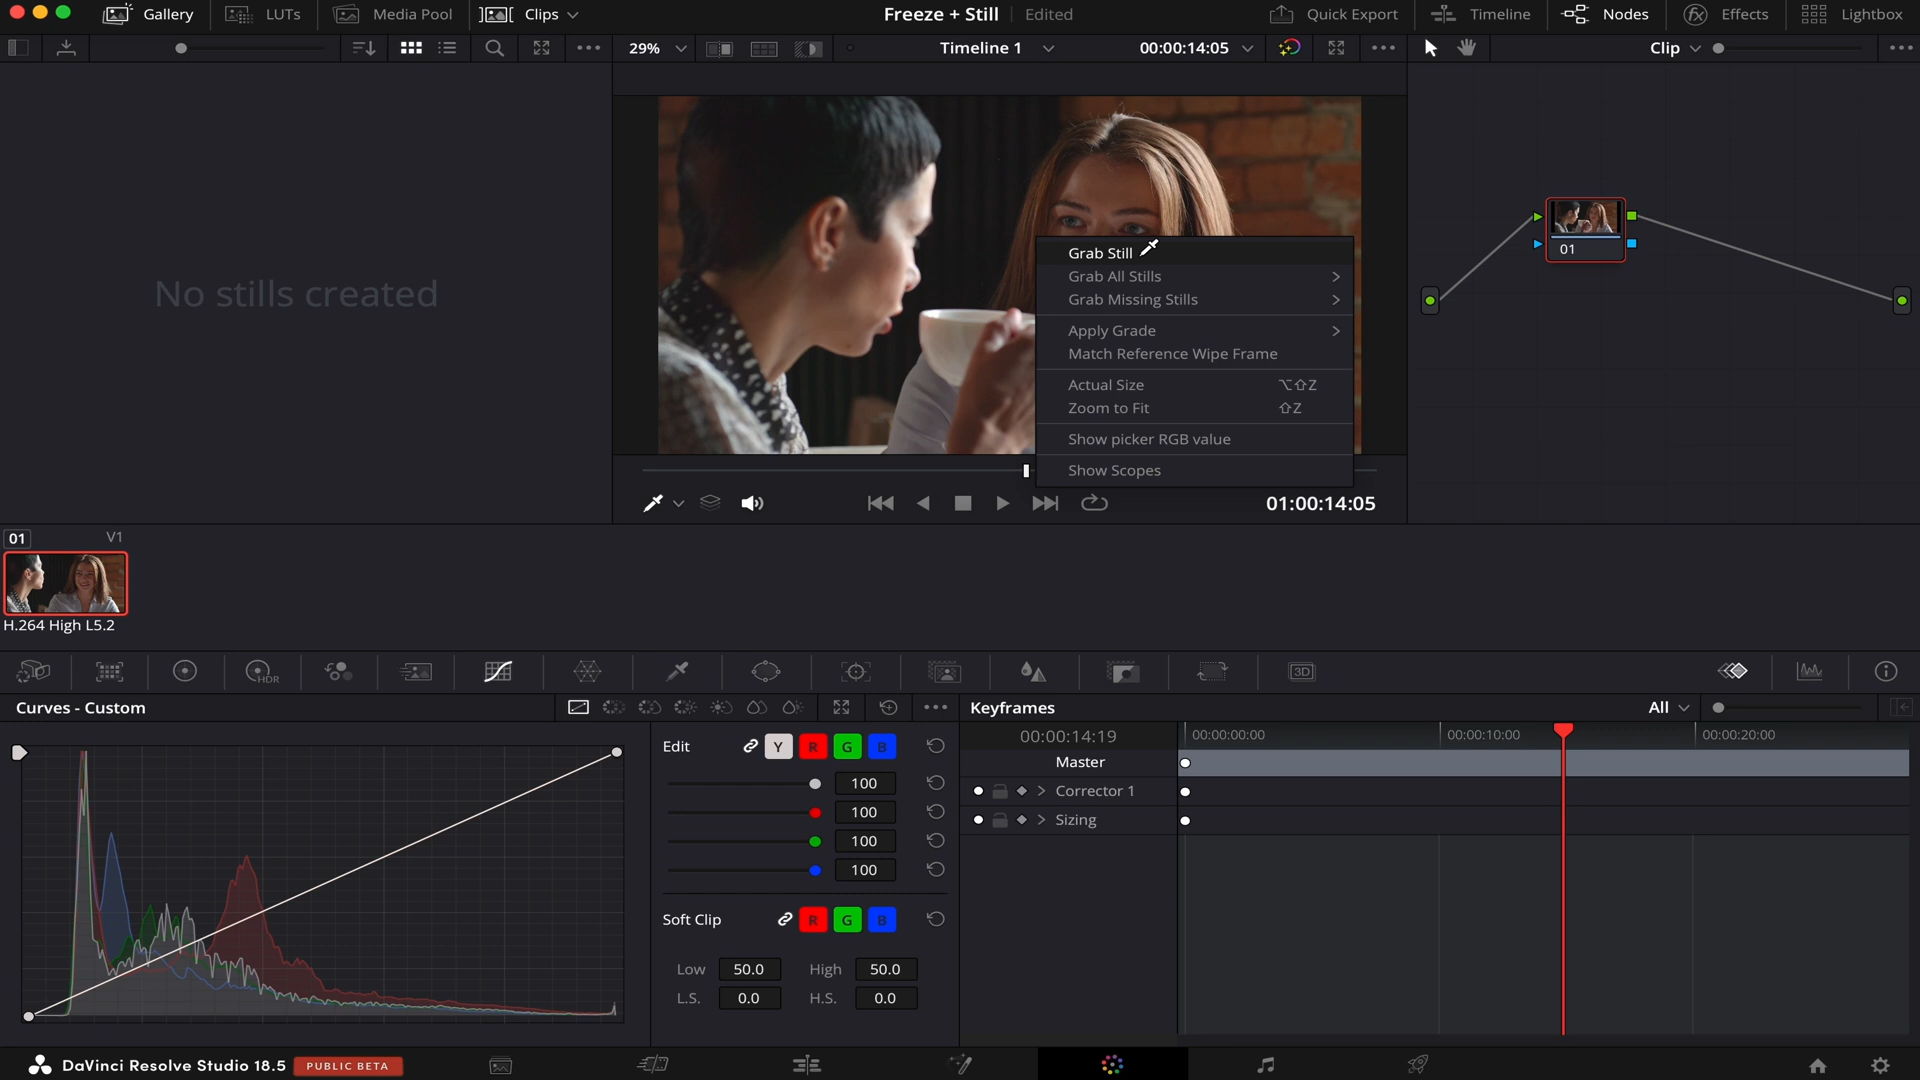 Gallery LUTs Media Pool Clips Freeze + Still Edited Quick Export Timeline Nodes Effects Lightbox
29% Timeline 1 00:00:14:05 Clip
No stills created
Grab Still
Grab All Stills
Grab Missing Stills
Apply Grade
Match Reference Wipe Frame
Actual Size ⌥⇧Z
Zoom to Fit ⇧Z
Show picker RGB value
Show Scopes
01
01:00:14:05
01 V1
H.264 High L5.2
HDR 3D
Curves - Custom
Keyframes All
Edit Y R G B
100
100
100
100
Soft Clip R G B
Low 50.0 High 50.0
L.S. 0.0 H.S. 0.0
00:00:14:19 00:00:00:00 00:00:10:00 00:00:20:00
Master
Corrector 1
Sizing
DaVinci Resolve Studio 18.5 PUBLIC BETA